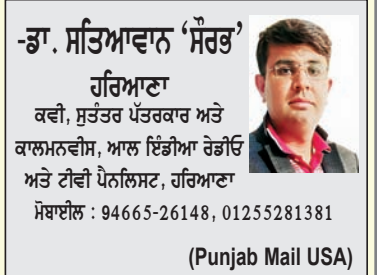 -ਡਾ. ਸਤਿਆਵਾਨ ‘ਸੌਰਭ’
ਹਰਿਆਣਾ
ਕਵੀ, ਸੁਤੰਤਰ ਪੱਤਰਕਾਰ ਅਤੇ
ਕਾਲਮਨਵੀਸ, ਆਲ ਇੰਡੀਆ ਰੇਡੀਓ
ਅਤੇ ਟੀਵੀ ਪੈਨਲਿਸਟ, ਹਰਿਆਣਾ
ਮੋਬਾਈਲ : 94665-26148, 01255281381
(Punjab Mail USA)